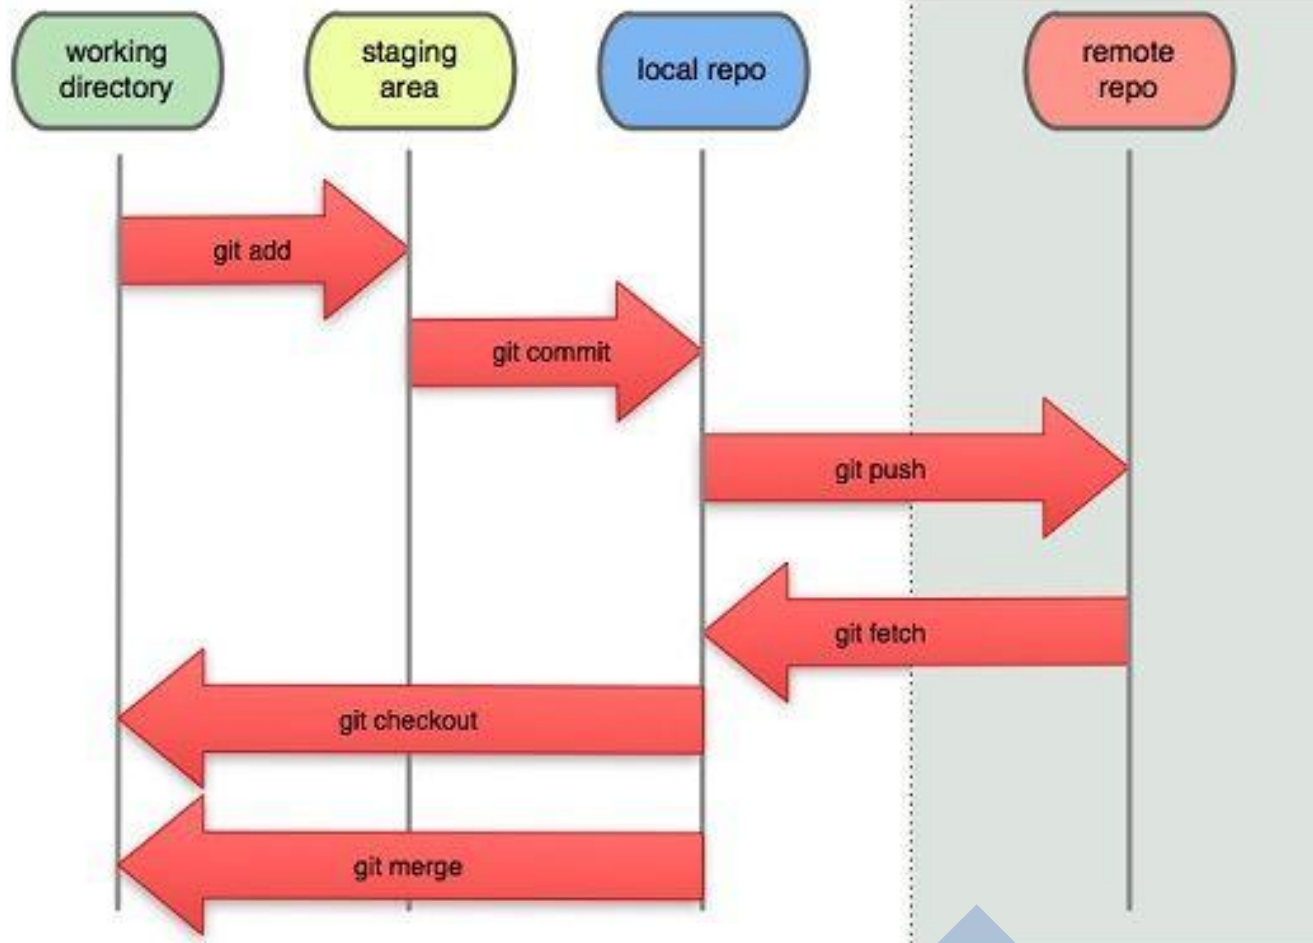 working
directory
staging
area
local repo
remote
repo
git add
git commit
git push
git fetch
git checkout
git merge